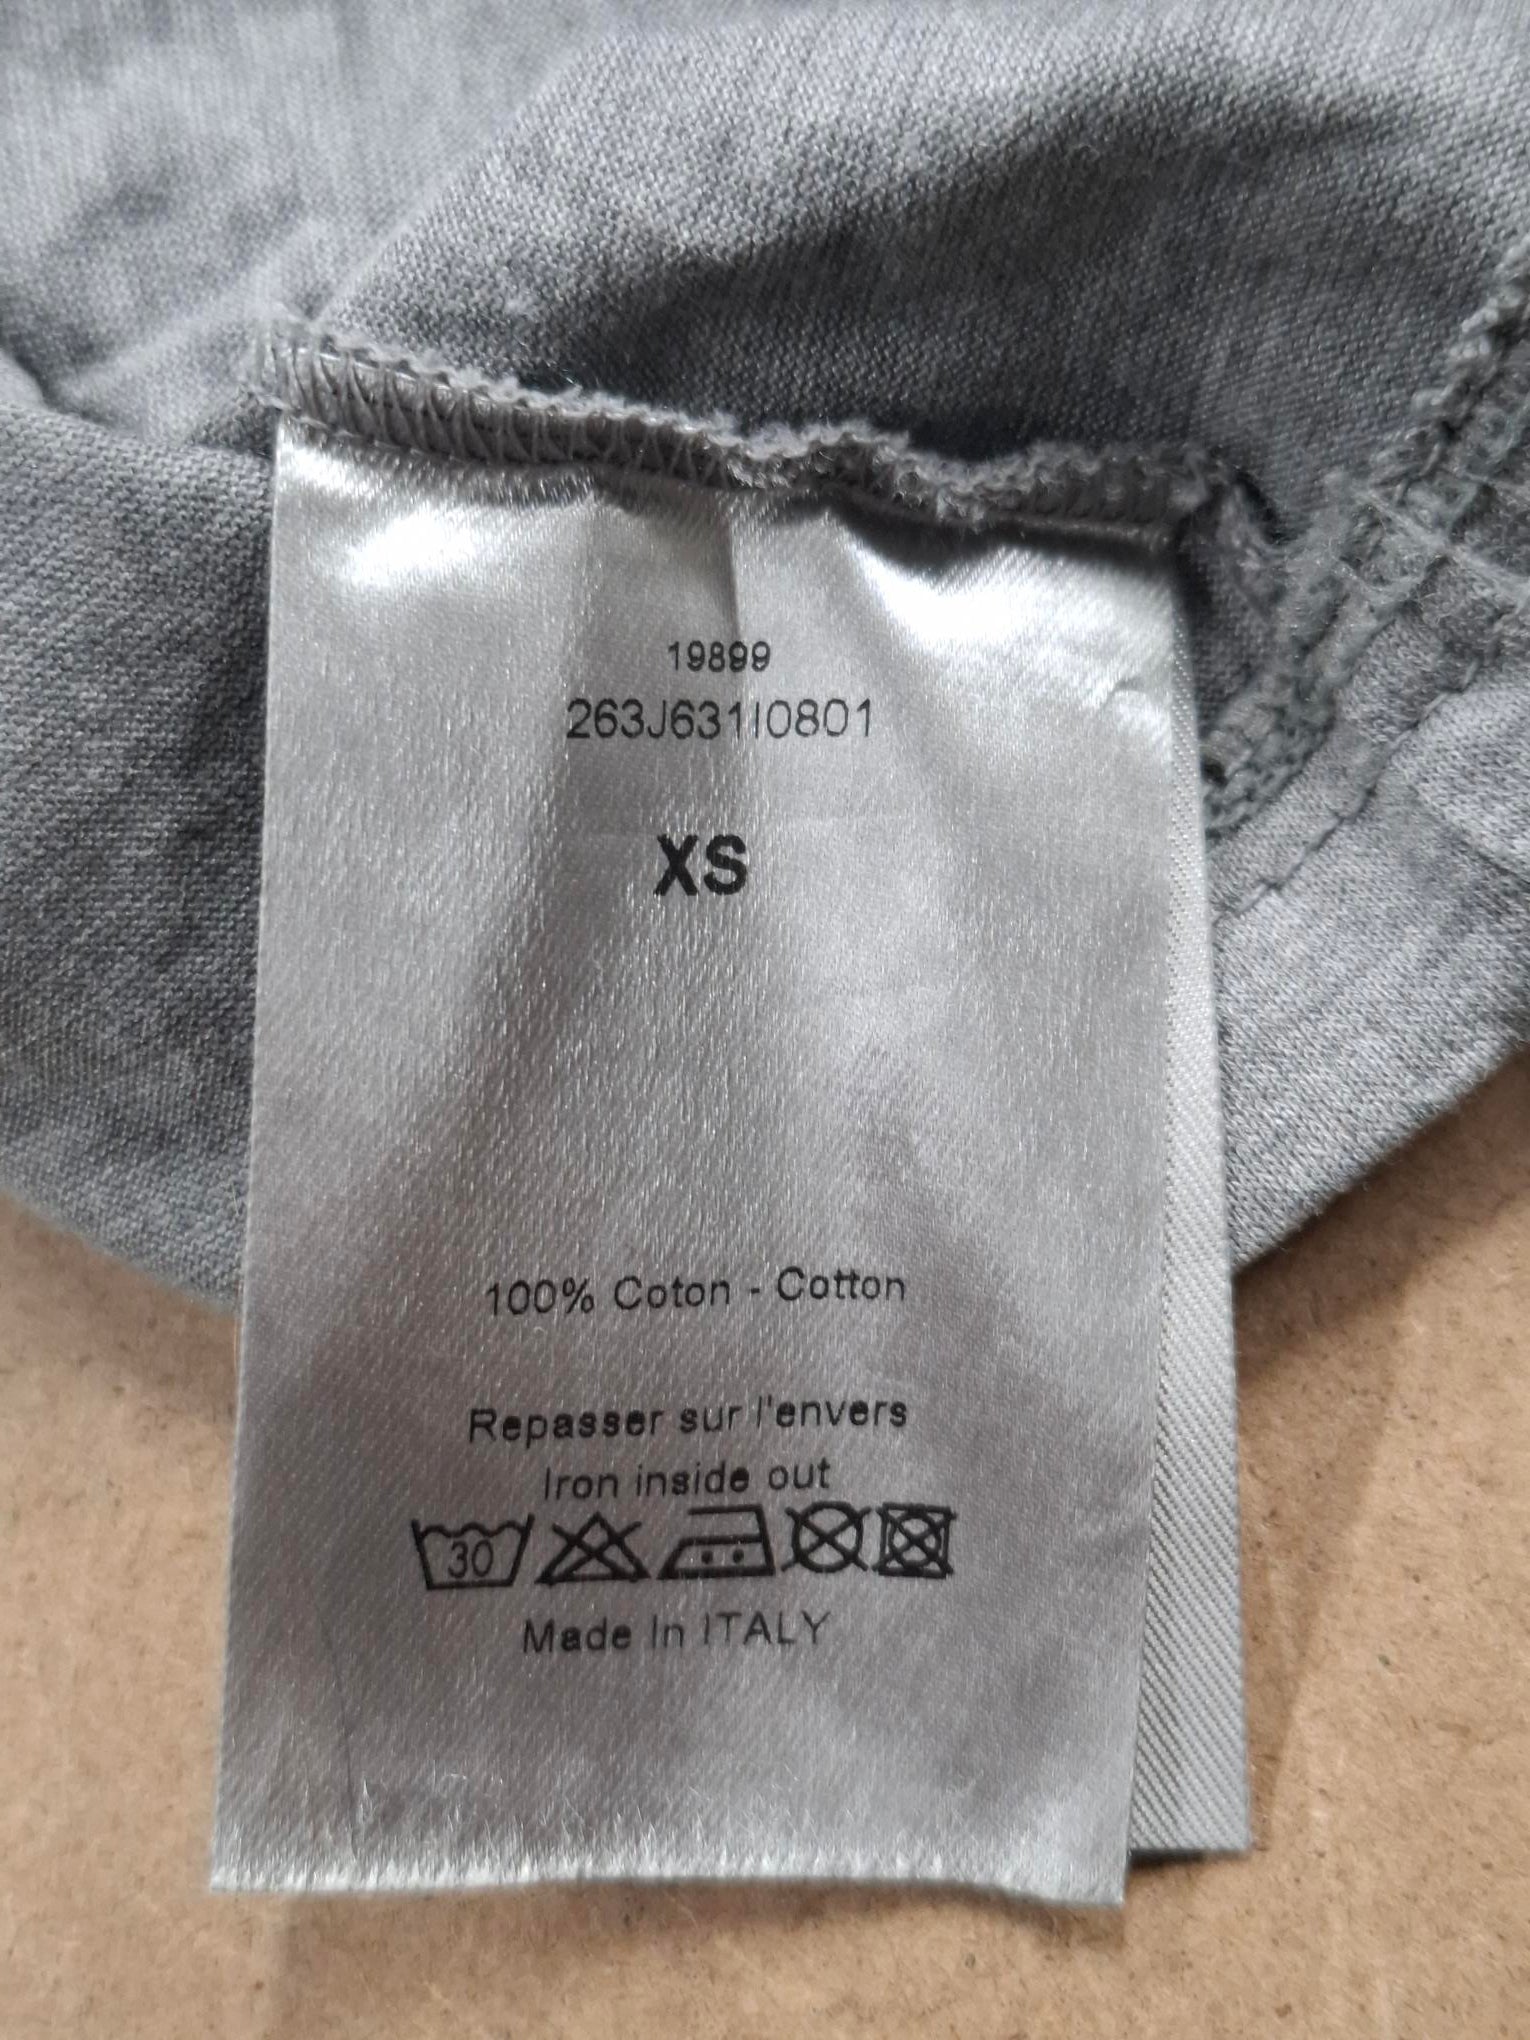 19899
263J631I0801
XS
100% Coton - Cotton
Repasser sur l'envers
Iron inside out
30
Made In ITALY